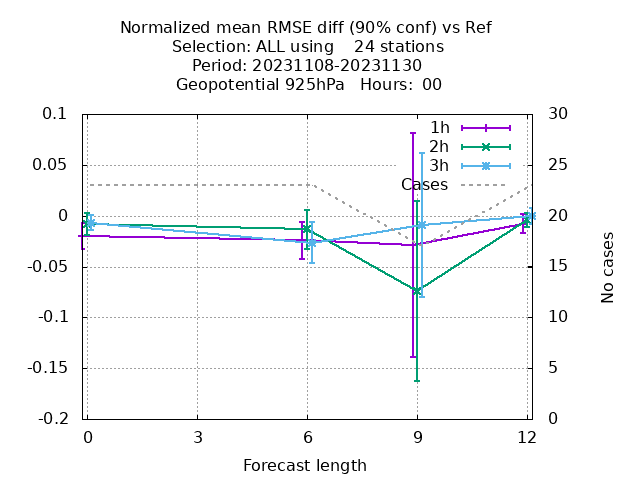 Normalized mean RMSE diff (90% conf) vs Ref
Selection: ALL using    24 stations
Period: 20231108-20231130
Geopotential 925hPa   Hours:  00
0.1
0.05
0
-0.05
-0.1
-0.15
-0.2
30
25
20
15
10
5
0
1h
2h
3h
Cases
No cases
0 3 6 9 12
Forecast length